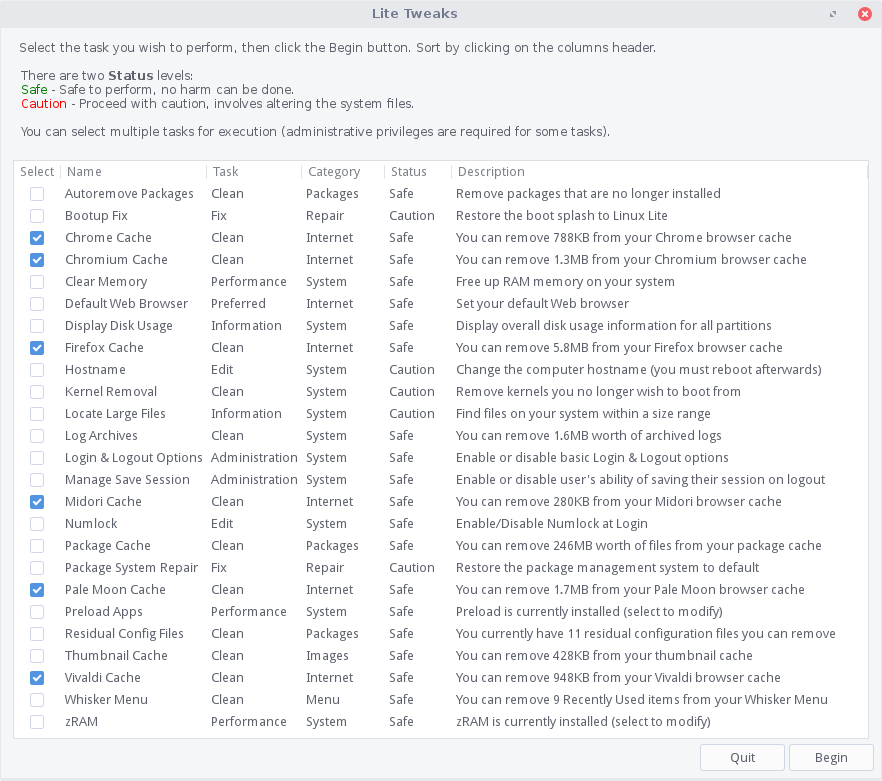 Lite Tweaks
Select the task you wish to perform, then click the Begin button. Sort by clicking on the columns header.
There are two Status levels:
Safe - Safe to perform, no harm can be done.
Caution - Proceed with caution, involves altering the system files.
You can select multiple tasks for execution (administrative privileges are required for some tasks).
Select Name Task Category Status Description
Autoremove Packages Clean Packages Safe Remove packages that are no longer installed
Bootup Fix Fix Repair Caution Restore the boot splash to Linux Lite
Chrome Cache Clean Internet Safe You can remove 788KB from your Chrome browser cache
Chromium Cache Clean Internet Safe You can remove 1.3MB from your Chromium browser cache
Clear Memory Performance System Safe Free up RAM memory on your system
Default Web Browser Preferred Internet Safe Set your default Web browser
Display Disk Usage Information System Safe Display overall disk usage information for all partitions
Firefox Cache Clean Internet Safe You can remove 5.8MB from your Firefox browser cache
Hostname Edit System Caution Change the computer hostname (you must reboot afterwards)
Kernel Removal Clean System Caution Remove kernels you no longer wish to boot from
Locate Large Files Information System Caution Find files on your system within a size range
Log Archives Clean System Safe You can remove 1.6MB worth of archived logs
Login & Logout Options Administration System Safe Enable or disable basic Login & Logout options
Manage Save Session Administration System Safe Enable or disable user's ability of saving their session on logout
Midori Cache Clean Internet Safe You can remove 280KB from your Midori browser cache
Numlock Edit System Safe Enable/Disable Numlock at Login
Package Cache Clean Packages Safe You can remove 246MB worth of files from your package cache
Package System Repair Fix Repair Caution Restore the package management system to default
Pale Moon Cache Clean Internet Safe You can remove 1.7MB from your Pale Moon browser cache
Preload Apps Performance System Safe Preload is currently installed (select to modify)
Residual Config Files Clean Packages Safe You currently have 11 residual configuration files you can remove
Thumbnail Cache Clean Images Safe You can remove 428KB from your thumbnail cache
Vivaldi Cache Clean Internet Safe You can remove 948KB from your Vivaldi browser cache
Whisker Menu Clean Menu Safe You can remove 9 Recently Used items from your Whisker Menu
zRAM Performance System Safe zRAM is currently installed (select to modify)
Quit Begin